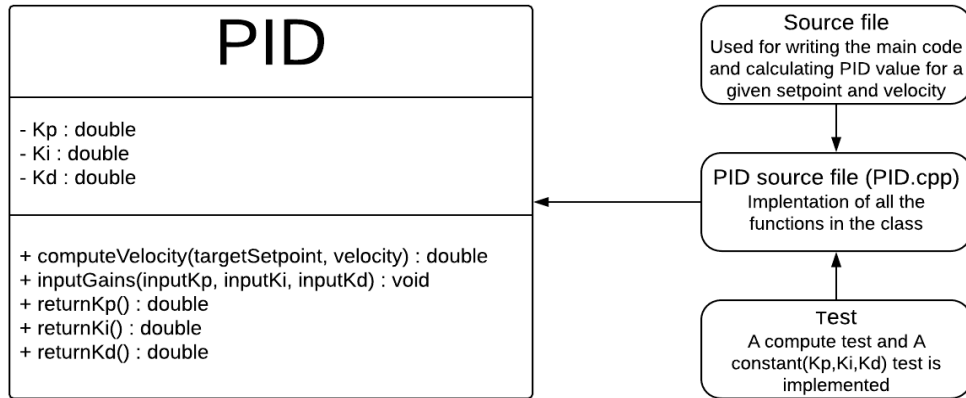 PID
- Kp : double
- Ki : double
- Kd : double
+ computeVelocity(targetSetpoint, velocity) : double
+ inputGains(inputKp, inputKi, inputKd) : void
+ returnKp() : double
+ returnKi() : double
+ returnKd() : double
Source file
Used for writing the main code
and calculating PID value for a
given setpoint and velocity
PID source file (PID.cpp)
Implentation of all the
functions in the class
Test
A compute test and A
constant(Kp,Ki,Kd) test is
implemented